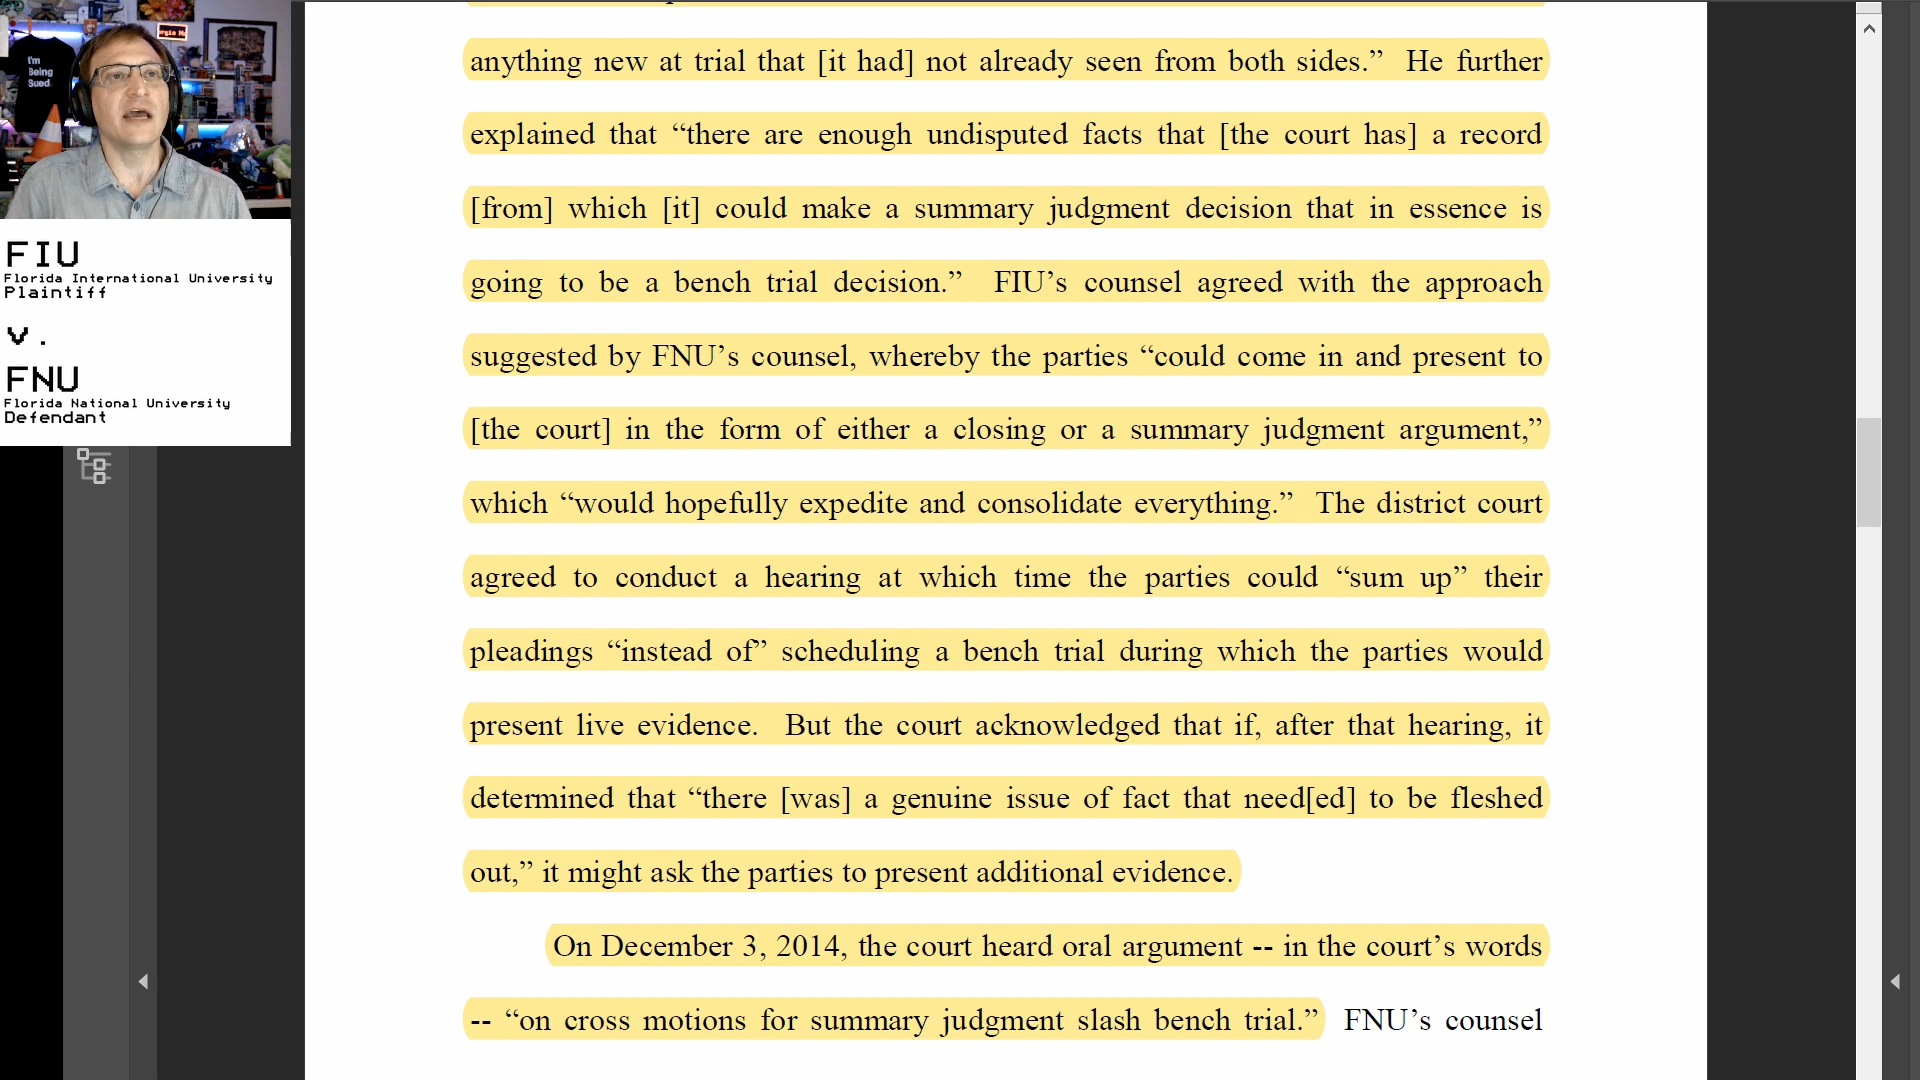 I'm
Being
Sued.
FIU
Florida International University
Plaintiff
v.
FNU
Florida National University
Defendant
anything new at trial that [it had] not already seen from both sides.” He further
explained that “there are enough undisputed facts that [the court has] a record
[from] which [it] could make a summary judgment decision that in essence is
going to be a bench trial decision.” FIU’s counsel agreed with the approach
suggested by FNU’s counsel, whereby the parties “could come in and present to
[the court] in the form of either a closing or a summary judgment argument,”
which “would hopefully expedite and consolidate everything.” The district court
agreed to conduct a hearing at which time the parties could “sum up” their
pleadings “instead of” scheduling a bench trial during which the parties would
present live evidence. But the court acknowledged that if, after that hearing, it
determined that “there [was] a genuine issue of fact that need[ed] to be fleshed
out,” it might ask the parties to present additional evidence.
On December 3, 2014, the court heard oral argument -- in the court’s words
-- “on cross motions for summary judgment slash bench trial.” FNU’s counsel